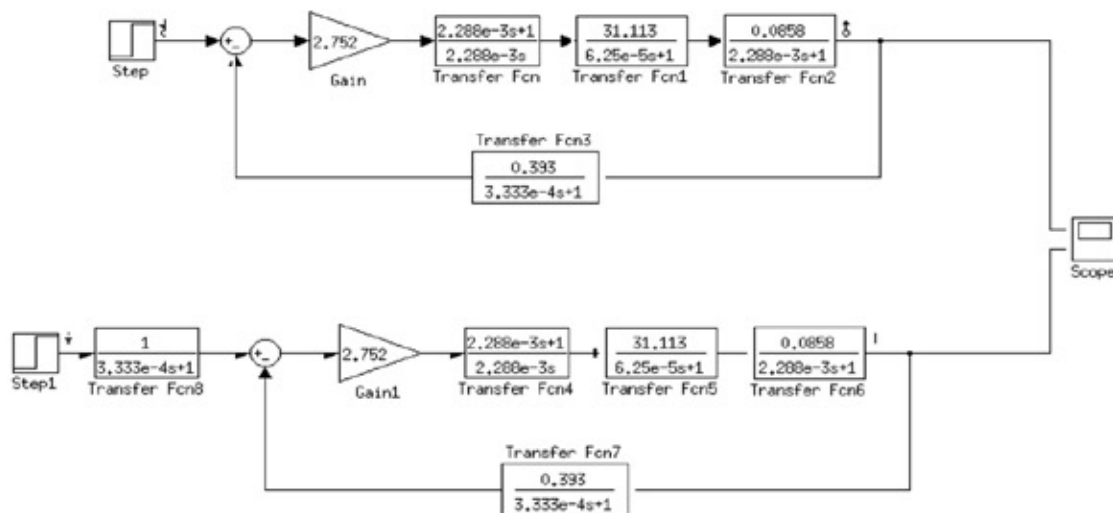 Step
+-
2.752
Gain
2.288e-3s+1
2.288e-3s
Transfer Fcn
31.113
6.25e-5s+1
Transfer Fcn1
0.0858
2.288e-3s+1
Transfer Fcn2
Transfer Fcn3
0.393
3.333e-4s+1
Scope
Step1
1
3.333e-4s+1
Transfer Fcn8
+-
2.752
Gain1
2.288e-3s+1
2.288e-3s
Transfer Fcn4
31.113
6.25e-5s+1
Transfer Fcn5
0.0858
2.288e-3s+1
Transfer Fcn6
Transfer Fcn7
0.393
3.333e-4s+1